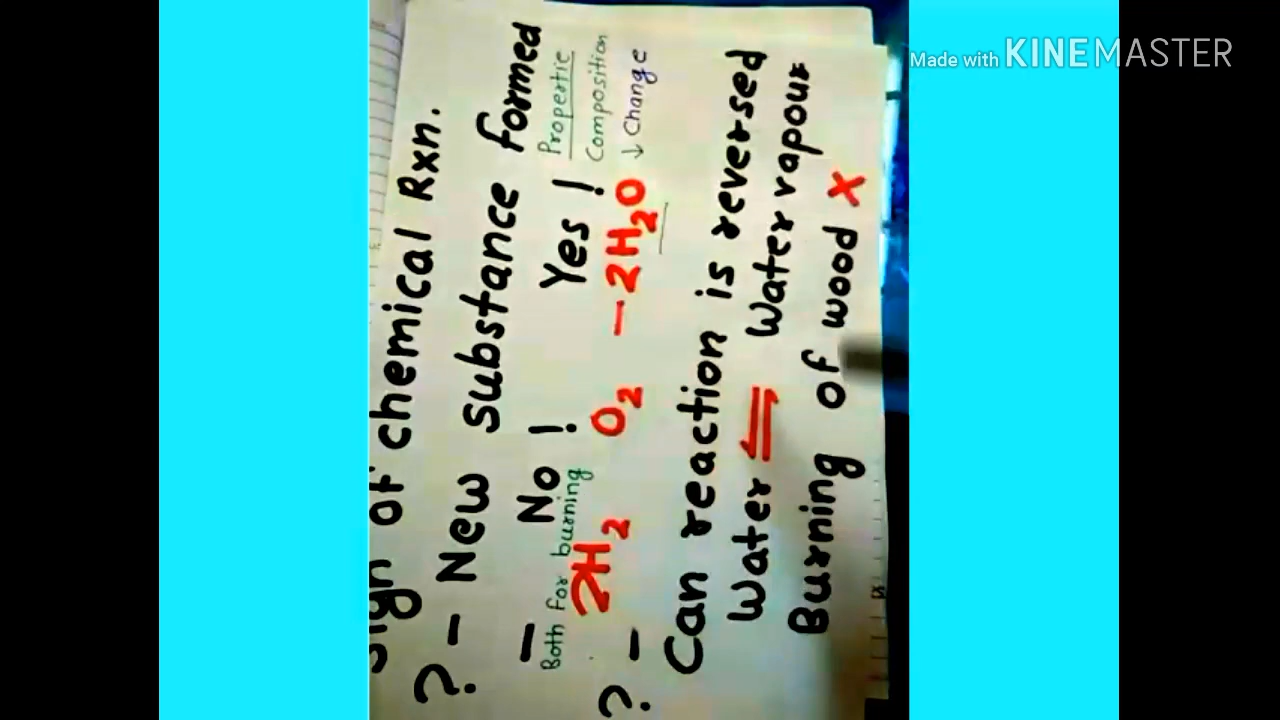 Made with KINEMASTER
Sign of chemical Rxn.
? - New substance formed
- No ! Yes ! Propertie
Both for burning Composition
2H2 O2 - 2H2O ↓ Change
? - Can reaction is reversed
Water ⇌ Water vapour
Burning of wood X